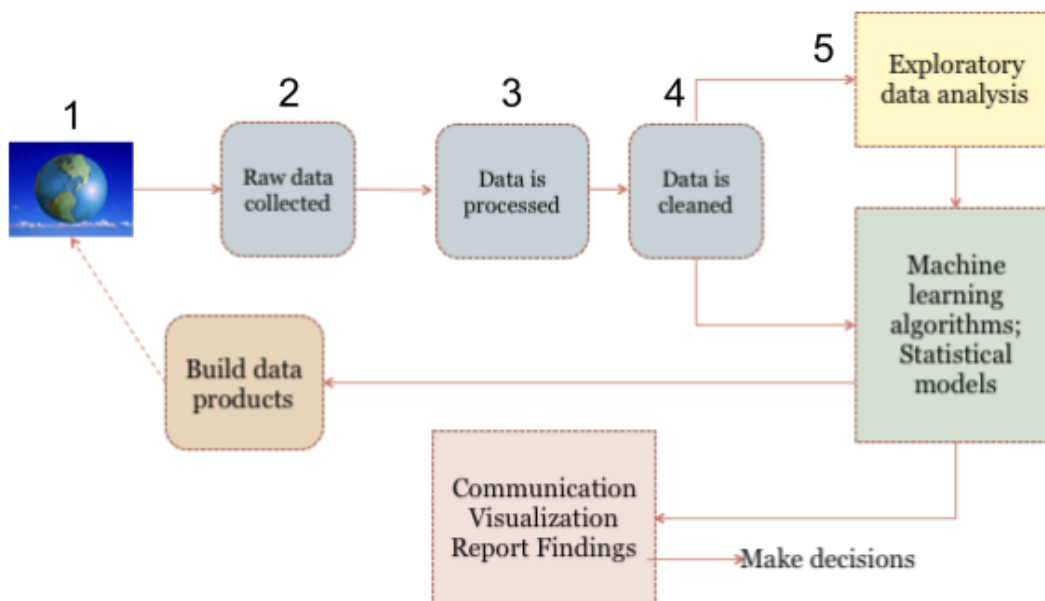 1
2
3
4
5
Raw data
collected
Data is
processed
Data is
cleaned
Exploratory
data analysis
Machine
learning
algorithms;
Statistical
models
Build data
products
Communication
Visualization
Report Findings
Make decisions